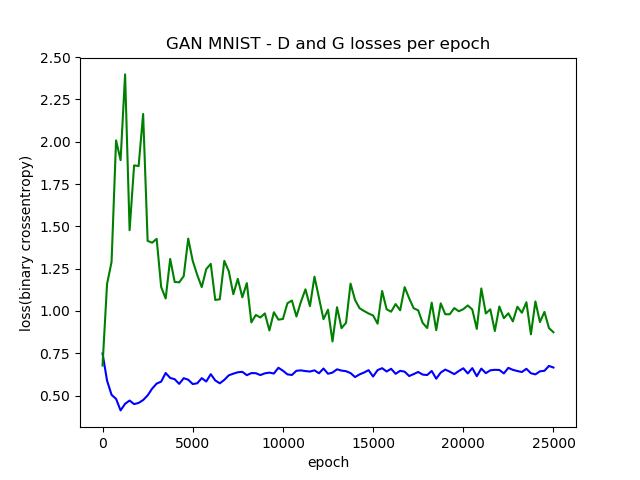 GAN MNIST - D and G losses per epoch
2.50
2.25
2.00
1.75
1.50
1.25
1.00
0.75
0.50
loss(binary crossentropy)
0 5000 10000 15000 20000 25000
epoch